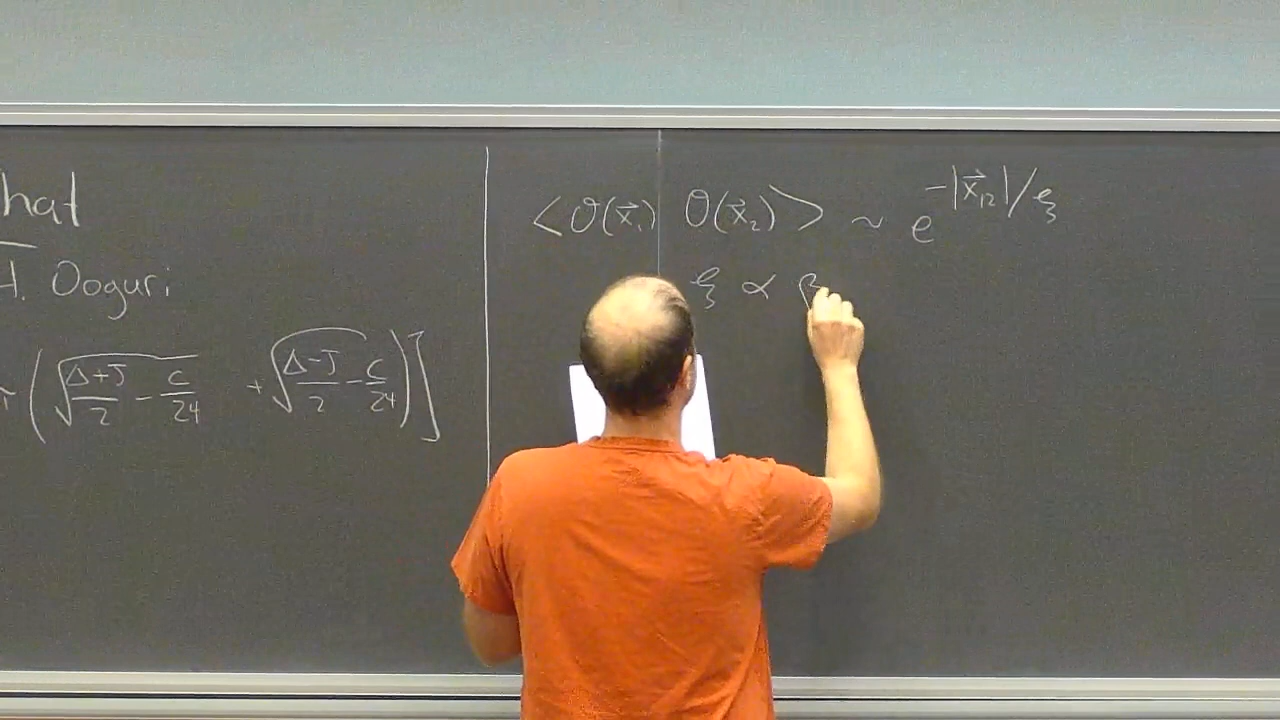 hat
H. Ooguri
(√(Δ+J)/2 - c/24 + √(Δ-J)/2 - c/24)]
<O(x⃗₁) O(x⃗₂)> ~ e^{-|x⃗₁₂|/ξ}
ξ ∝ β